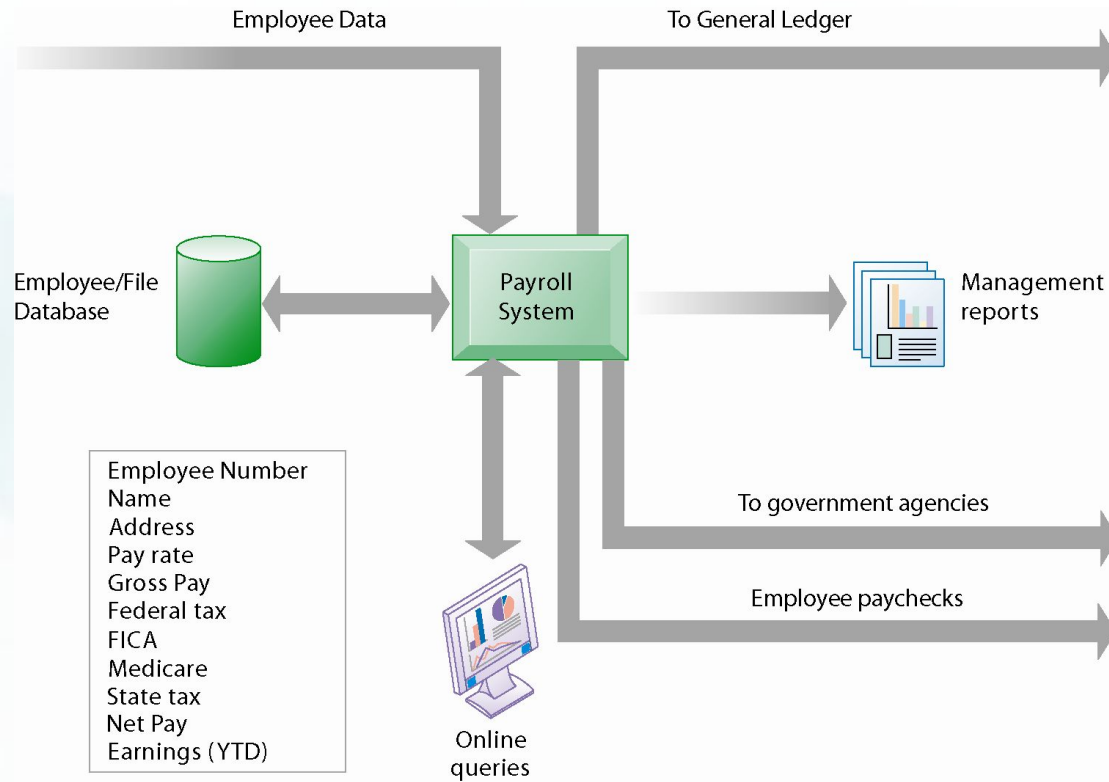 Employee Data
To General Ledger
Employee/File
Database
Payroll
System
Management
reports
Employee Number
Name
Address
Pay rate
Gross Pay
Federal tax
FICA
Medicare
State tax
Net Pay
Earnings (YTD)
To government agencies
Employee paychecks
Online
queries